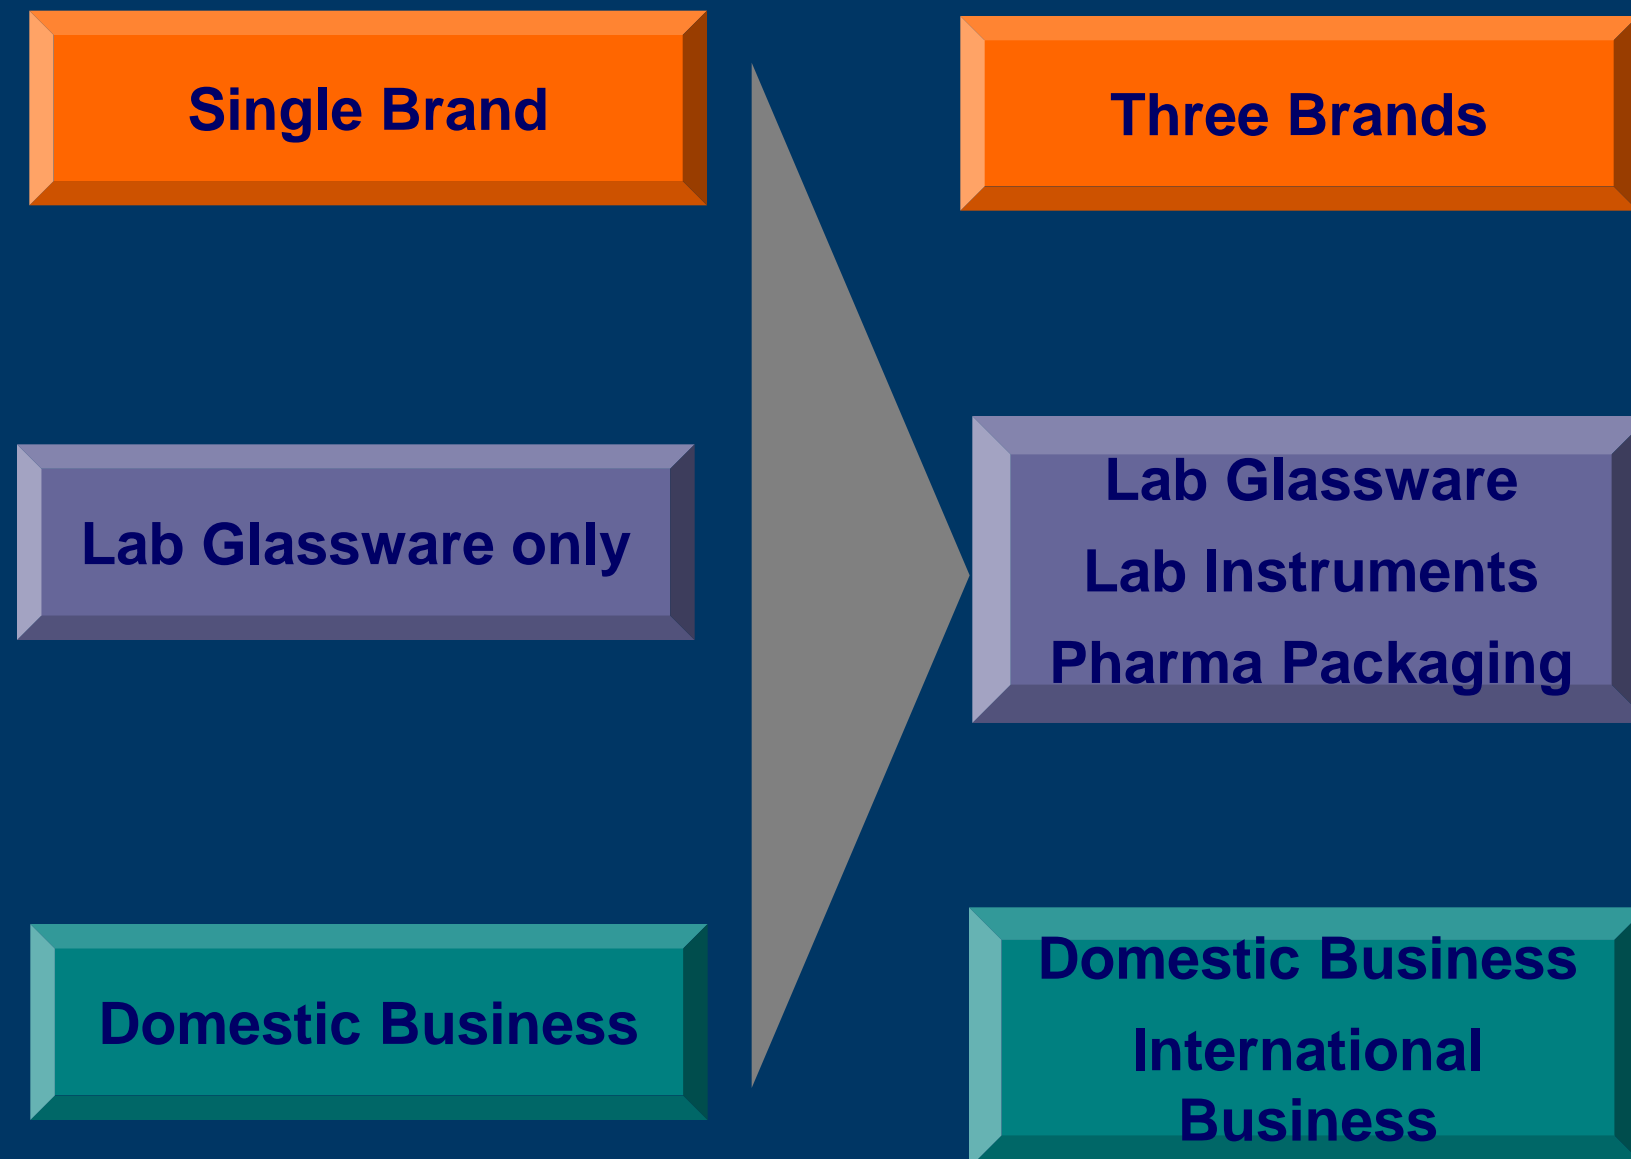 Single Brand
Three Brands
Lab Glassware only
Lab Glassware
Lab Instruments
Pharma Packaging
Domestic Business
Domestic Business
International
Business